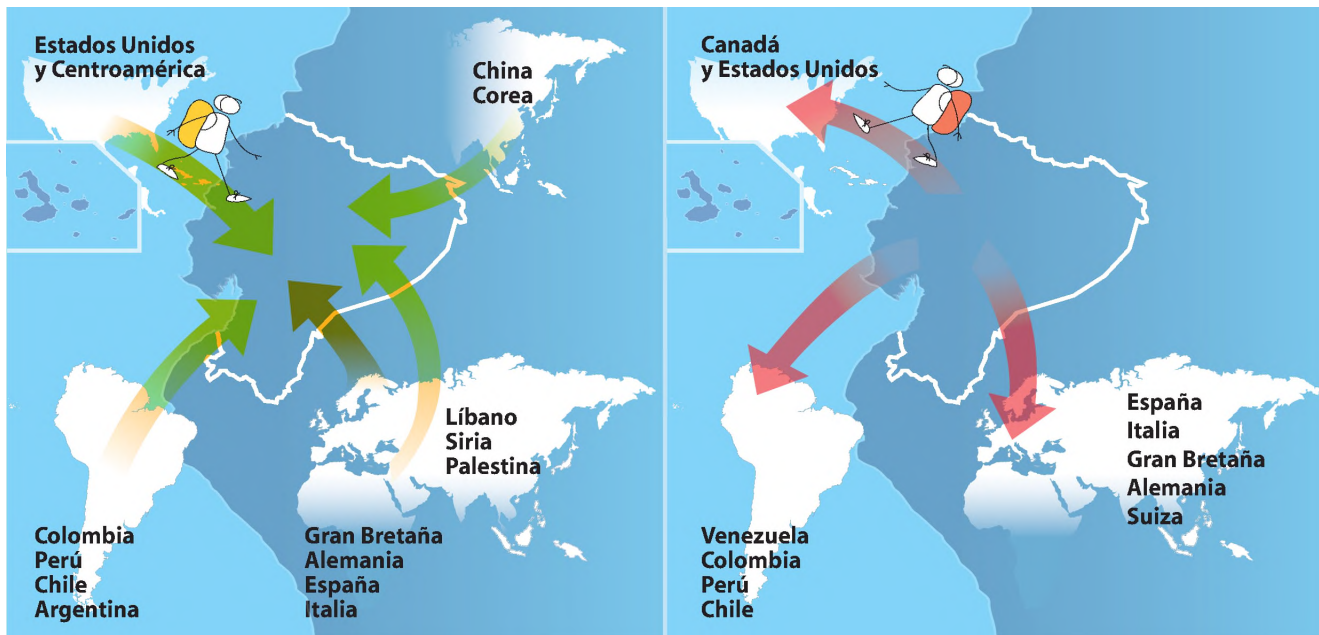 Estados Unidos
y Centroamérica
China
Corea
Líbano
Siria
Palestina
Colombia
Perú
Chile
Argentina
Gran Bretaña
Alemania
España
Italia
Canadá
y Estados Unidos
España
Italia
Gran Bretaña
Alemania
Suiza
Venezuela
Colombia
Perú
Chile